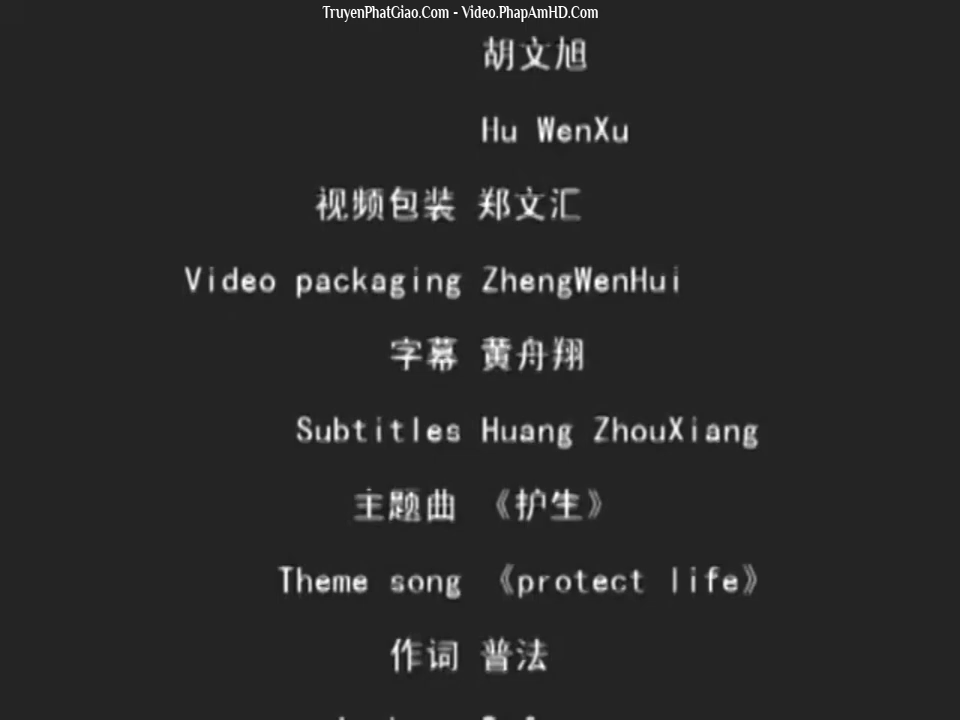 TruyenPhatGiao.Com - Video.PhapAmHD.Com
胡文旭
Hu WenXu
视频包装 郑文汇
Video packaging ZhengWenHui
字幕 黄舟翔
Subtitles Huang ZhouXiang
主题曲 《护生》
Theme song 《protect life》
作词 普法